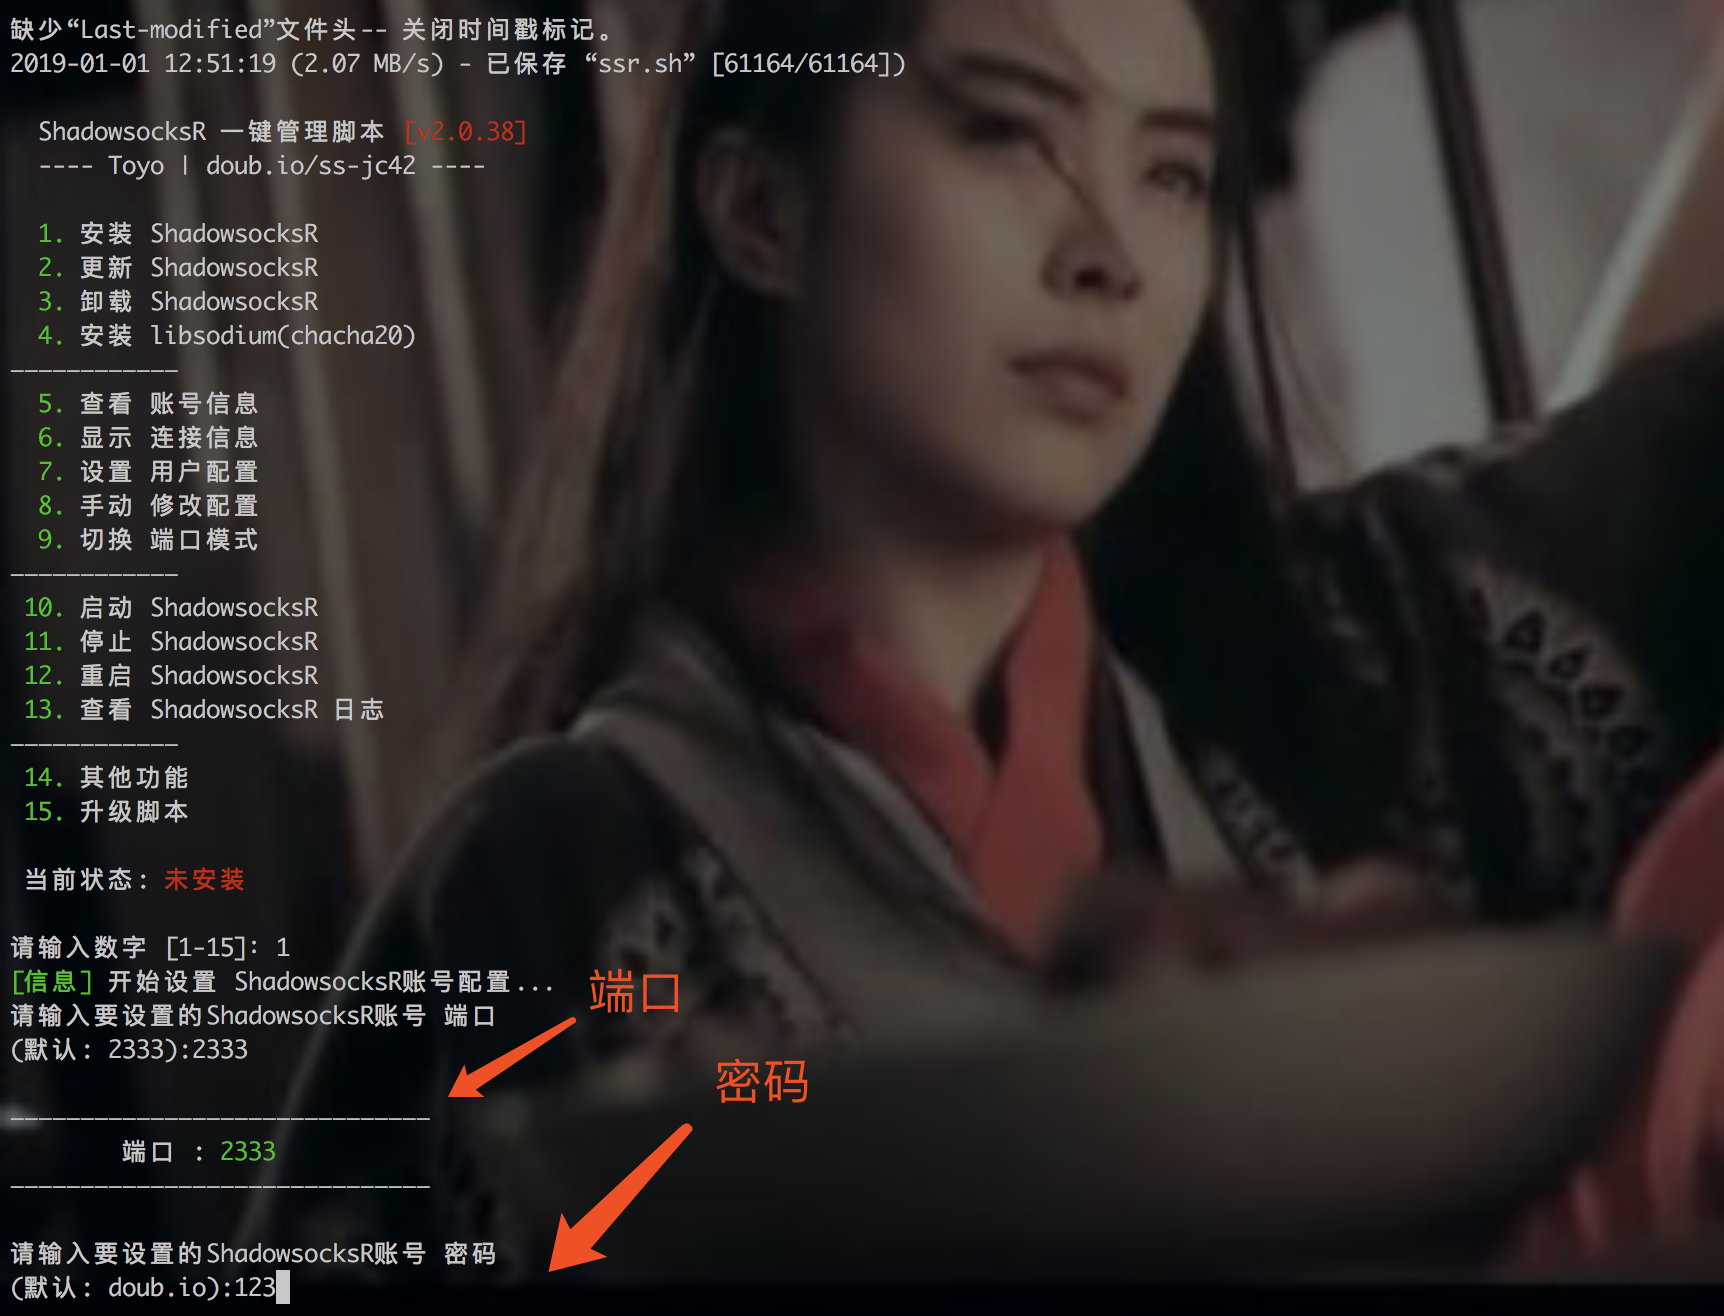 缺少“Last-modified”文件头-- 关闭时间戳标记。
2019-01-01 12:51:19 (2.07 MB/s) - 已保存 “ssr.sh” [61164/61164])
ShadowsocksR 一键管理脚本 [v2.0.38]
---- Toyo | doub.io/ss-jc42 ----
1. 安装 ShadowsocksR
2. 更新 ShadowsocksR
3. 卸载 ShadowsocksR
4. 安装 libsodium(chacha20)
————————————
5. 查看 账号信息
6. 显示 连接信息
7. 设置 用户配置
8. 手动 修改配置
9. 切换 端口模式
————————————
10. 启动 ShadowsocksR
11. 停止 ShadowsocksR
12. 重启 ShadowsocksR
13. 查看 ShadowsocksR 日志
————————————
14. 其他功能
15. 升级脚本
当前状态: 未安装
请输入数字 [1-15]: 1
[信息] 开始设置 ShadowsocksR账号配置...
端口
请输入要设置的ShadowsocksR账号 端口
(默认: 2333):2333
密码
——————————————————————————————
端口 : 2333
——————————————————————————————
请输入要设置的ShadowsocksR账号 密码
(默认: doub.io):123